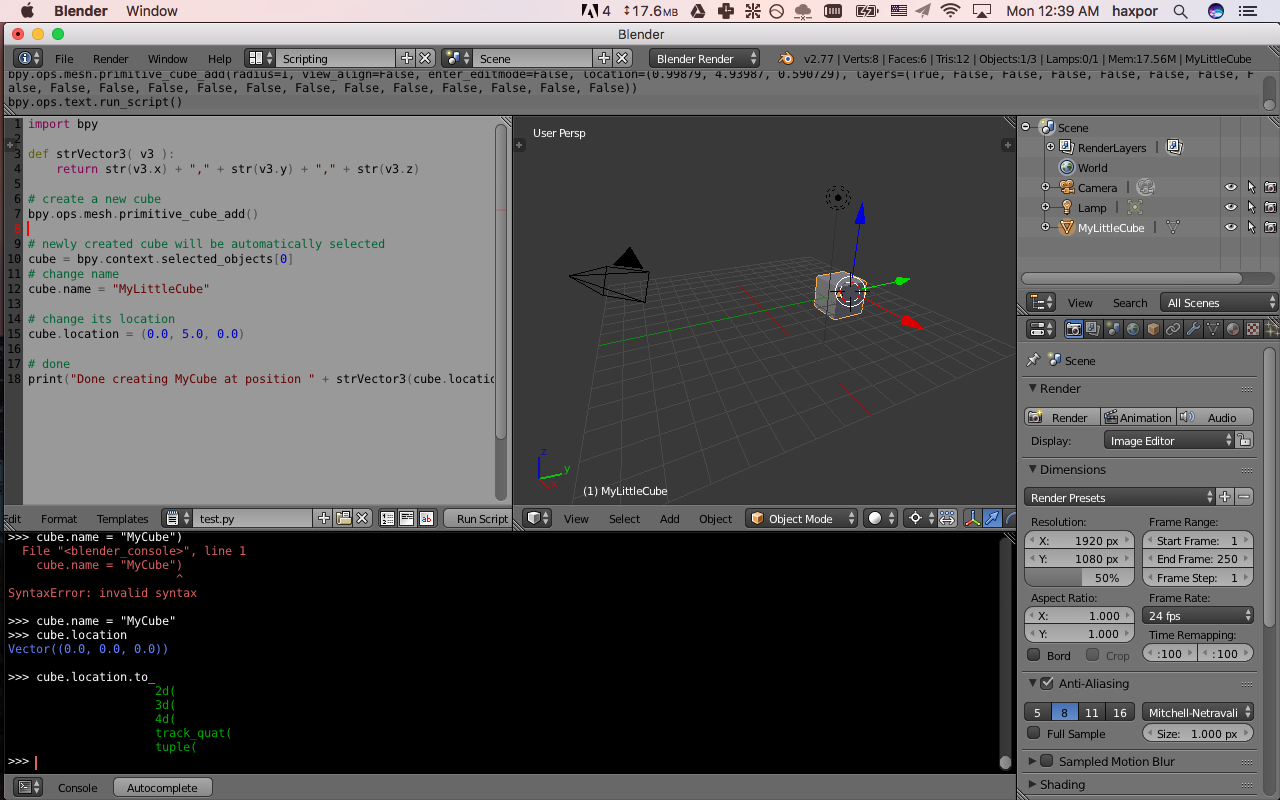 Blender Window 4 17.6MB Mon 12:39 AM haxpor
Blender
File Render Window Help Scripting Scene Blender Render v2.77 | Verts:8 | Faces:6 | Tris:12 | Objects:1/3 | Lamps:0/1 | Mem:17.56M | MyLittleCube
bpy.ops.mesh.primitive_cube_add(radius=1, view_align=False, enter_editmode=False, location=(0.99879, 4.93987, 0.590729), layers=(True, False, False, False, False, False, False, False, F
alse, False, False, False, False, False, False, False, False, False, False, False))
bpy.ops.text.run_script()
1 import bpy
2
3 def strVector3( v3 ):
4 return str(v3.x) + "," + str(v3.y) + "," + str(v3.z)
5
6 # create a new cube
7 bpy.ops.mesh.primitive_cube_add()
8
9 # newly created cube will be automatically selected
10 cube = bpy.context.selected_objects[0]
11 # change name
12 cube.name = "MyLittleCube"
13
14 # change its location
15 cube.location = (0.0, 5.0, 0.0)
16
17 # done
18 print("Done creating MyCube at position " + strVector3(cube.locatio
dit Format Templates test.py Run Script
User Persp
z
y
x
(1) MyLittleCube
View Select Add Object Object Mode
>>> cube.name = "MyCube")
File "<blender_console>", line 1
cube.name = "MyCube")
^
SyntaxError: invalid syntax
>>> cube.name = "MyCube"
>>> cube.location
Vector((0.0, 0.0, 0.0))
>>> cube.location.to_
2d(
3d(
4d(
track_quat(
tuple(
>>>
Console Autocomplete
Scene
RenderLayers |
World
Camera |
Lamp |
MyLittleCube |
View Search All Scenes
Scene
Render
Render Animation Audio
Display: Image Editor
Dimensions
Render Presets
Resolution: Frame Range:
X: 1920 px Start Frame: 1
Y: 1080 px End Frame: 250
50% Frame Step: 1
Aspect Ratio: Frame Rate:
X: 1.000 24 fps
Y: 1.000 Time Remapping:
Bord Crop :100 :100
Anti-Aliasing
5 8 11 16 Mitchell-Netravali
Full Sample Size: 1.000 px
Sampled Motion Blur
Shading